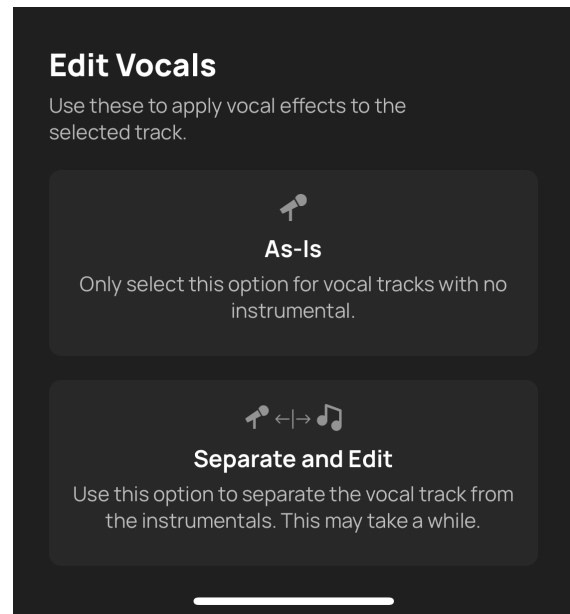 Edit Vocals
Use these to apply vocal effects to the
selected track.
As-Is
Only select this option for vocal tracks with no
instrumental.
Separate and Edit
Use this option to separate the vocal track from
the instrumentals. This may take a while.